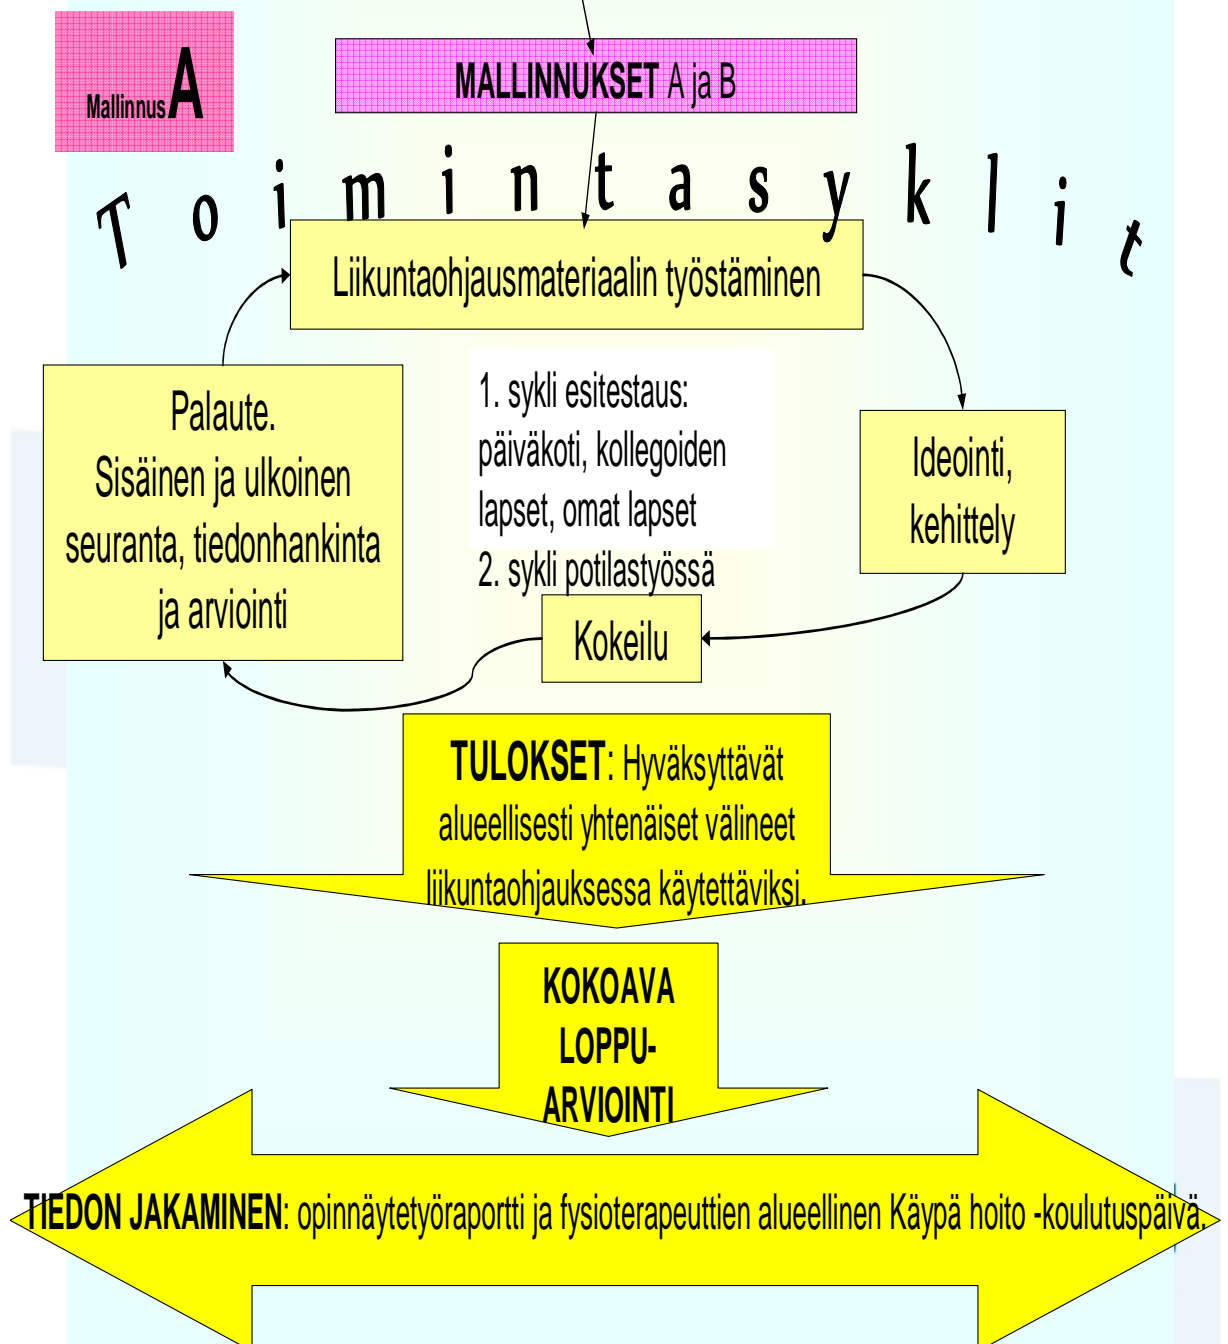 Mallinnus A
MALLINNUKSET A ja B
Toimintasyklit
Liikuntaohjausmateriaalin työstäminen
Palaute.
Sisäinen ja ulkoinen
seuranta, tiedonhankinta
ja arviointi
1. sykli esitestaus:
päiväkoti, kollegoiden
lapset, omat lapset
2. sykli potilastyössä
Ideointi,
kehittely
Kokeilu
TULOKSET: Hyväksyttävät
alueellisesti yhtenäiset välineet
liikuntaohjauksessa käytettäviksi.
KOKOAVA
LOPPU-
ARVIOINTI
TIEDON JAKAMINEN: opinnäytetyöraportti ja fysioterapeuttien alueellinen Käypä hoito -koulutuspäivä.